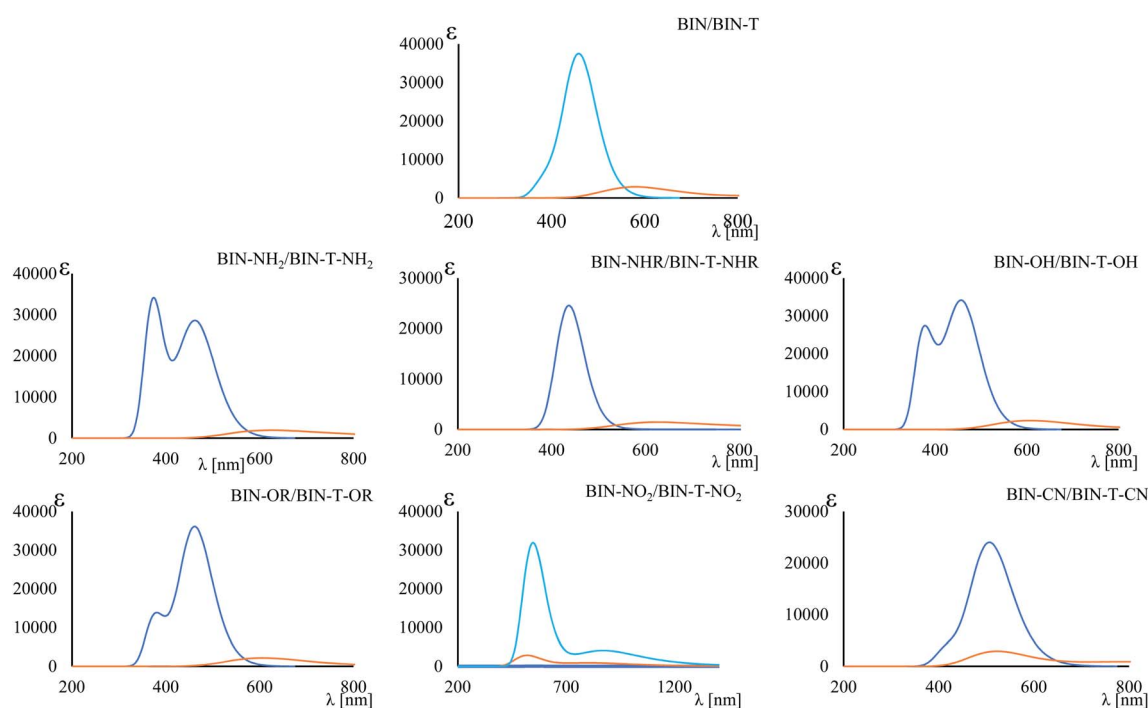 BIN/BIN-T
ε
40000
30000
20000
10000
0
200 400 600 800
λ [nm]
BIN-NH₂/BIN-T-NH₂
ε
40000
30000
20000
10000
0
200 400 600 800
λ [nm]
BIN-NHR/BIN-T-NHR
30000
20000
10000
0
200 400 600 800
λ [nm]
BIN-OH/BIN-T-OH
40000
30000
20000
10000
0
200 400 600 800
λ [nm]
BIN-OR/BIN-T-OR
ε
40000
30000
20000
10000
0
200 400 600 800
λ [nm]
BIN-NO₂/BIN-T-NO₂
ε
40000
30000
20000
10000
0
200 700 1200
λ [nm]
BIN-CN/BIN-T-CN
30000
20000
10000
0
200 400 600 800
λ [nm]